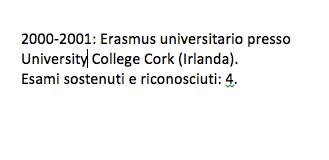 2000-2001: Erasmus universitario presso
University College Cork (Irlanda).
Esami sostenuti e riconosciuti: 4.